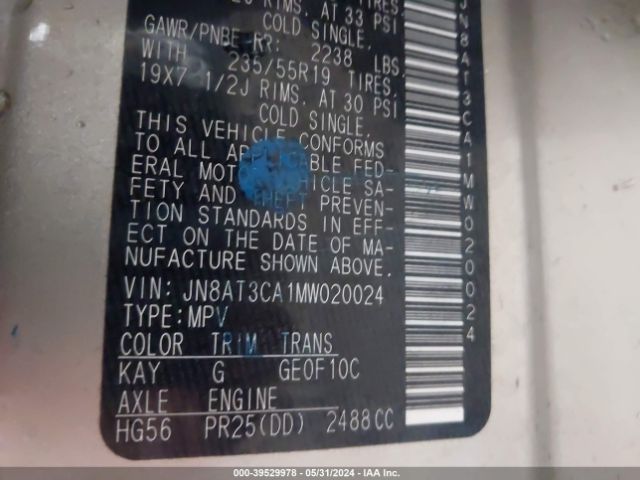 RIMS. AT 33 PSI
COLD SINGLE,
GAWR/PNBE RR: 2238 LBS.
WITH 235/55R19 TIRES,
19X7 1/2J RIMS. AT 30 PSI
COLD SINGLE.
THIS VEHICLE CONFORMS
TO ALL APPLICABLE FED-
ERAL MOTOR VEHICLE SA-
FETY AND THEFT PREVEN-
TION STANDARDS IN EFF-
ECT ON THE DATE OF MA-
NUFACTURE SHOWN ABOVE.
VIN: JN8AT3CA1MW020024
TYPE:MPV
COLOR TRIM TRANS
KAY G GE0F10C
AXLE ENGINE
HG56 PR25(DD) 2488CC
JN8AT3CA1MW020024
000-39529978 - 05/31/2024 - IAA Inc.